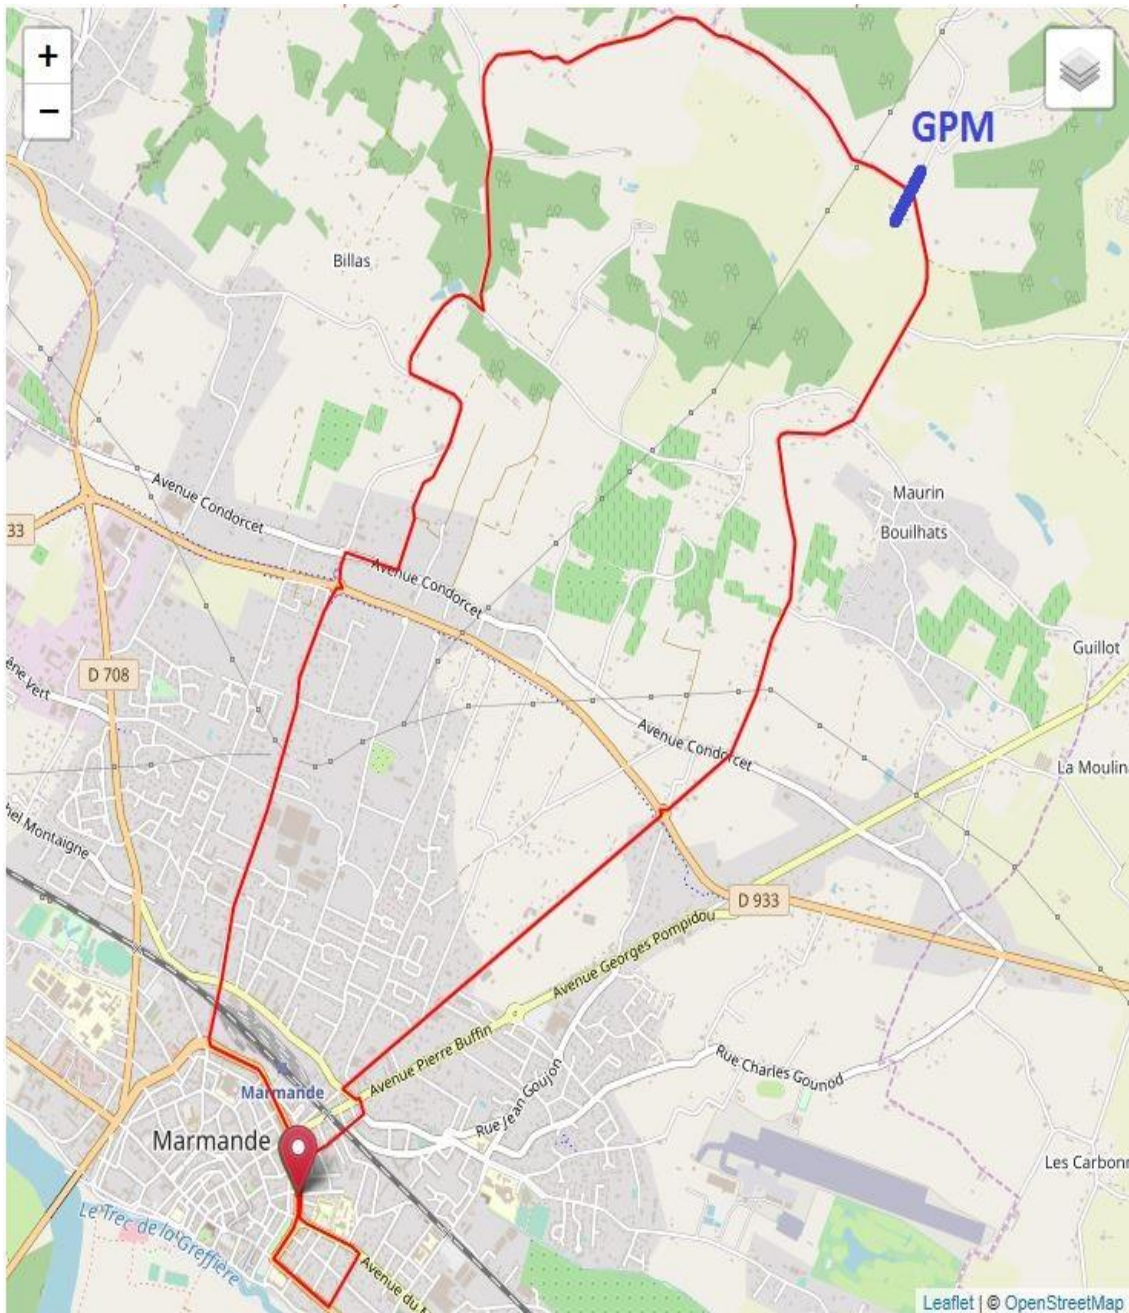 +
−
GPM
Billas
Avenue Condorcet
33
Maurin
Bouilhats
Avenue Condorcet
Guillot
D 708
Avenue Condorcet
La Moulin
hel Montaigne
D 933
Avenue Georges Pompidou
Avenue Pierre Buffin
Rue Jean Goujon
Rue Charles Gounod
Marmande
Marmande
Les Carbonn
Le Trec de la Greffière
Avenue du M
Leaflet | © OpenStreetMap